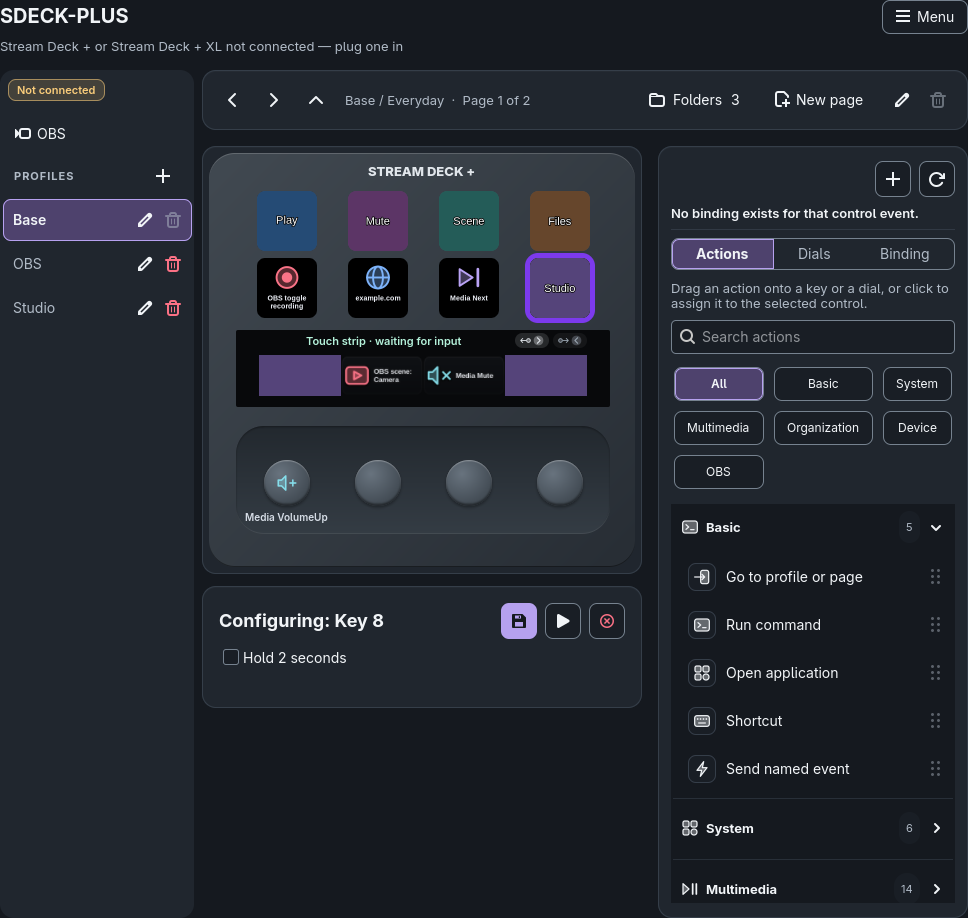 SDECK-PLUS
Menu
Stream Deck + or Stream Deck + XL not connected — plug one in
Not connected
OBS
PROFILES
Base
OBS
Studio
Base / Everyday · Page 1 of 2
Folders 3
New page
STREAM DECK +
Play
Mute
Scene
Files
OBS toggle
recording
example.com
Media Next
Studio
Touch strip · waiting for input
OBS scene:
Camera
Media Mute
Media VolumeUp
Configuring: Key 8
Hold 2 seconds
No binding exists for that control event.
Actions
Dials
Binding
Drag an action onto a key or a dial, or click to
assign it to the selected control.
Search actions
All
Basic
System
Multimedia
Organization
Device
OBS
Basic 5
Go to profile or page
Run command
Open application
Shortcut
Send named event
System 6
Multimedia 14